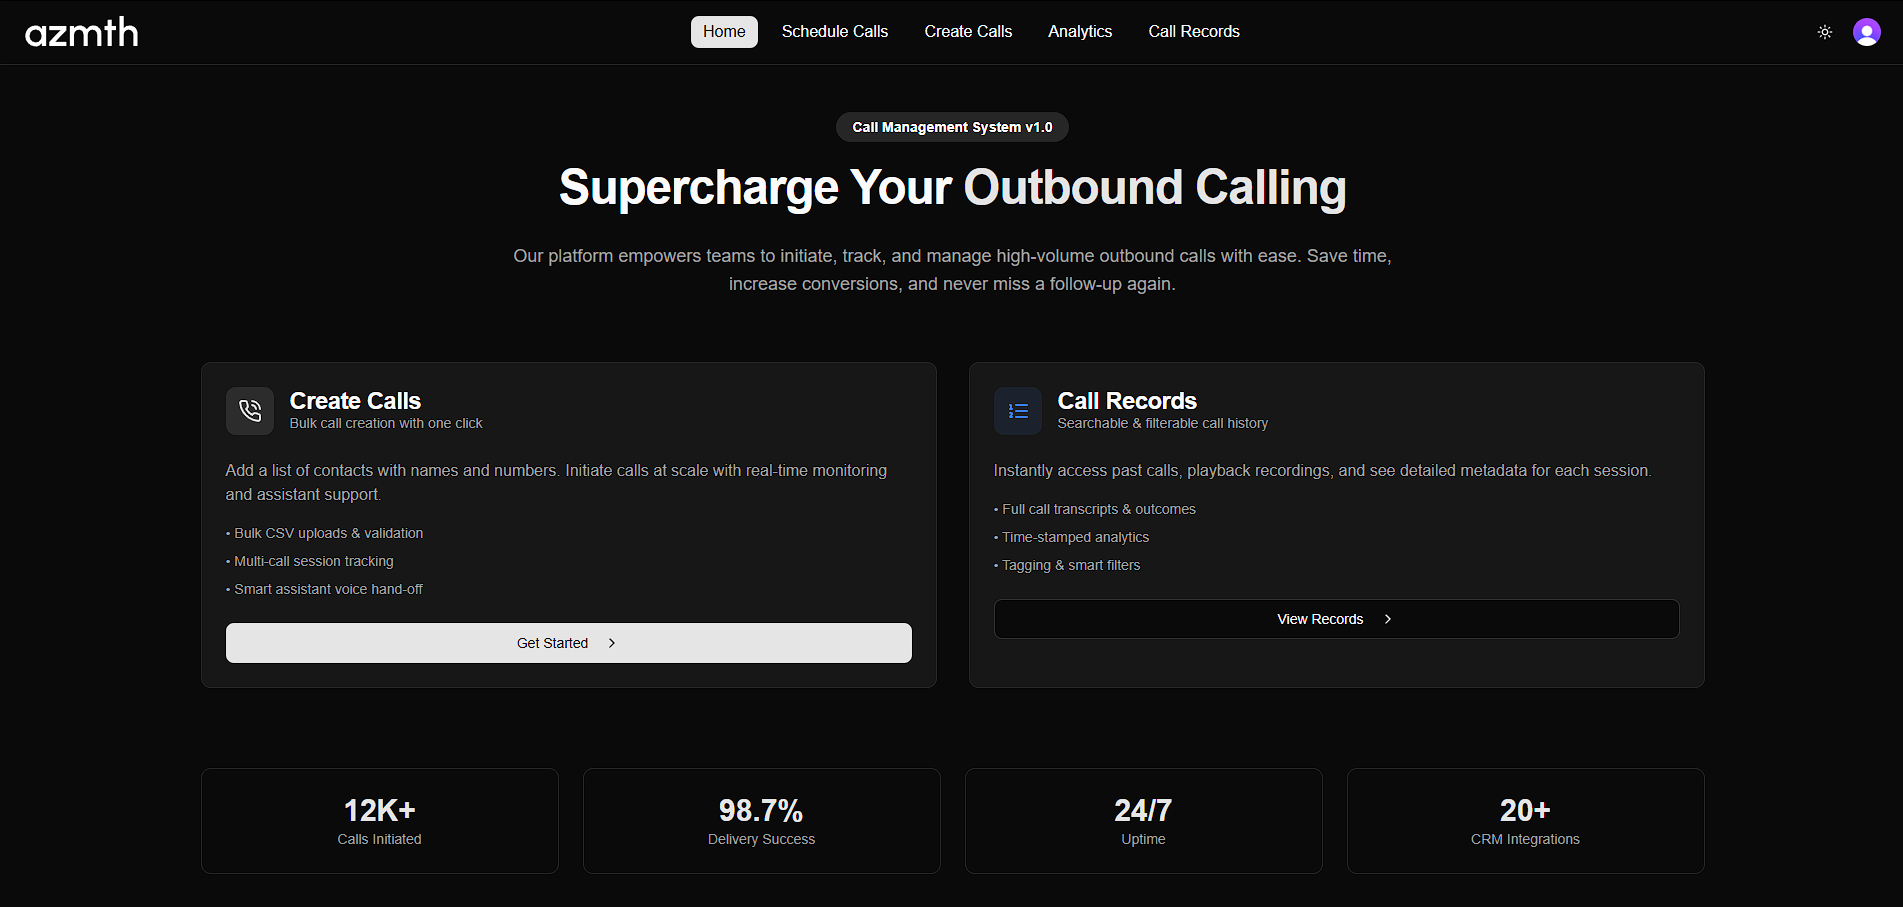 azmth
Home
Schedule Calls
Create Calls
Analytics
Call Records
Call Management System v1.0
Supercharge Your Outbound Calling
Our platform empowers teams to initiate, track, and manage high-volume outbound calls with ease. Save time,
increase conversions, and never miss a follow-up again.
Create Calls
Bulk call creation with one click
Add a list of contacts with names and numbers. Initiate calls at scale with real-time monitoring
and assistant support.
• Bulk CSV uploads & validation
• Multi-call session tracking
• Smart assistant voice hand-off
Get Started
Call Records
Searchable & filterable call history
Instantly access past calls, playback recordings, and see detailed metadata for each session.
• Full call transcripts & outcomes
• Time-stamped analytics
• Tagging & smart filters
View Records
12K+
Calls Initiated
98.7%
Delivery Success
24/7
Uptime
20+
CRM Integrations